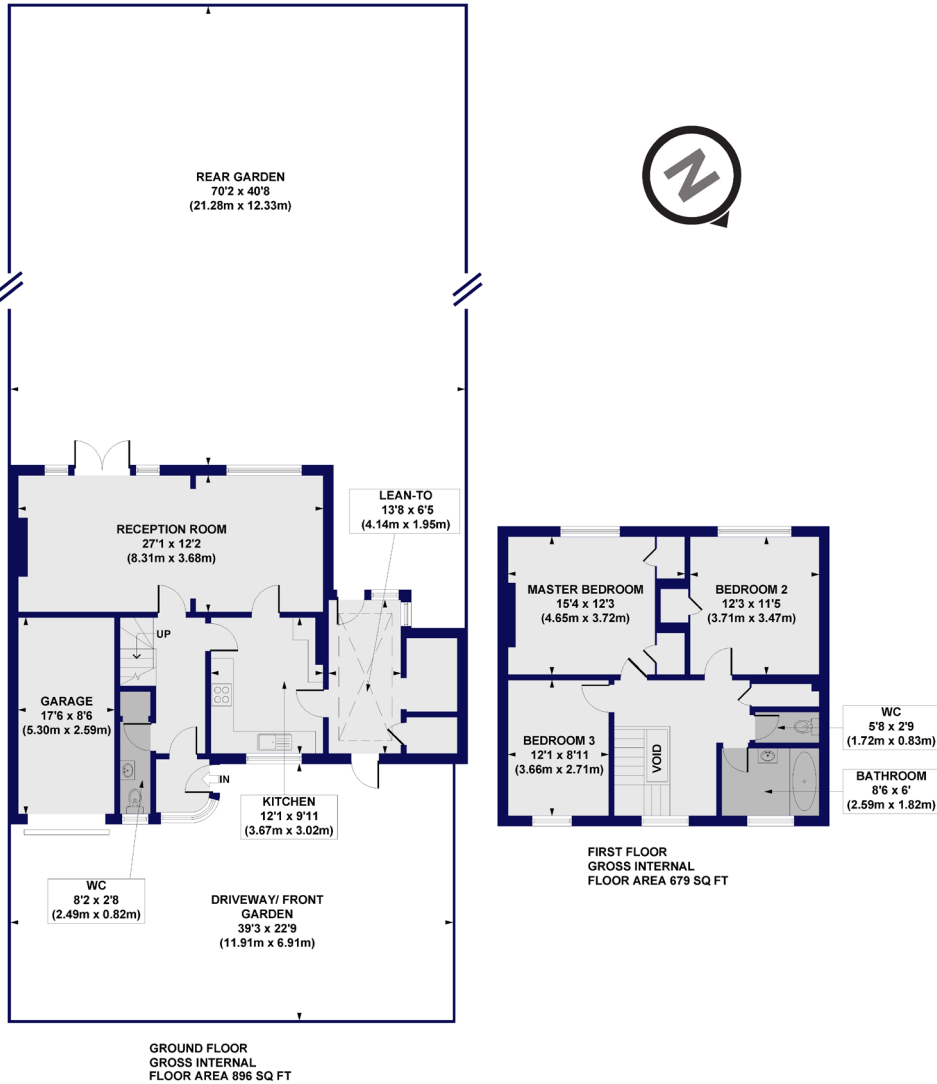 REAR GARDEN
70'2 x 40'8
(21.28m x 12.33m)
N
LEAN-TO
13'8 x 6'5
(4.14m x 1.95m)
RECEPTION ROOM
27'1 x 12'2
(8.31m x 3.68m)
UP
GARAGE
17'6 x 8'6
(5.30m x 2.59m)
IN
KITCHEN
12'1 x 9'11
(3.67m x 3.02m)
WC
8'2 x 2'8
(2.49m x 0.82m)
DRIVEWAY/ FRONT
GARDEN
39'3 x 22'9
(11.91m x 6.91m)
GROUND FLOOR
GROSS INTERNAL
FLOOR AREA 896 SQ FT
MASTER BEDROOM
15'4 x 12'3
(4.65m x 3.72m)
BEDROOM 2
12'3 x 11'5
(3.71m x 3.47m)
BEDROOM 3
12'1 x 8'11
(3.66m x 2.71m)
VOID
WC
5'8 x 2'9
(1.72m x 0.83m)
BATHROOM
8'6 x 6'
(2.59m x 1.82m)
FIRST FLOOR
GROSS INTERNAL
FLOOR AREA 679 SQ FT